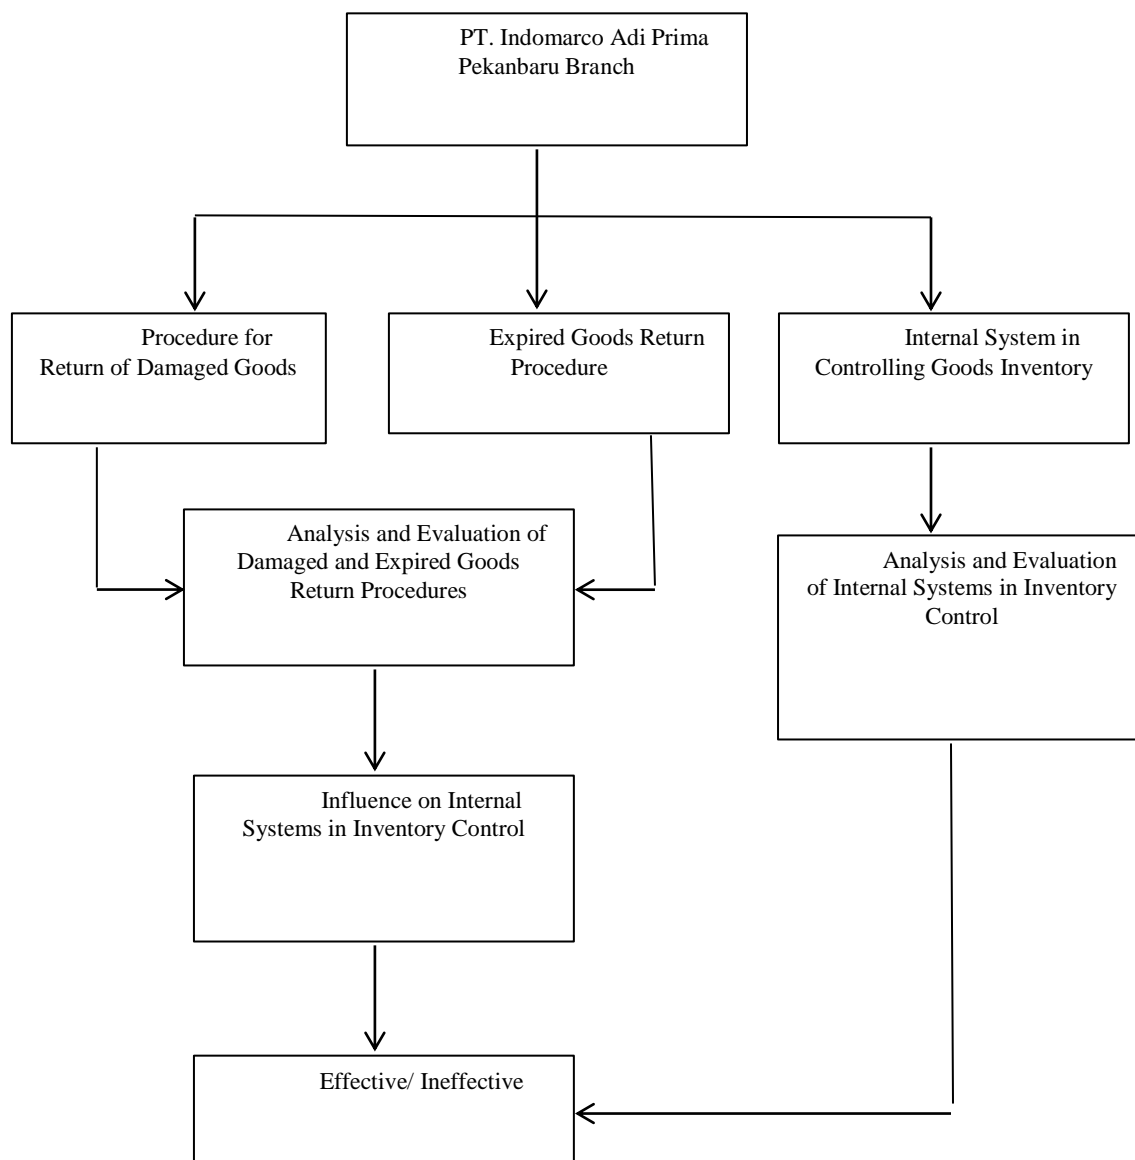 PT. Indomarco Adi Prima
Pekanbaru Branch
Procedure for
Return of Damaged Goods
Expired Goods Return
Procedure
Internal System in
Controlling Goods Inventory
Analysis and Evaluation of
Damaged and Expired Goods
Return Procedures
Analysis and Evaluation
of Internal Systems in Inventory
Control
Influence on Internal
Systems in Inventory Control
Effective/ Ineffective